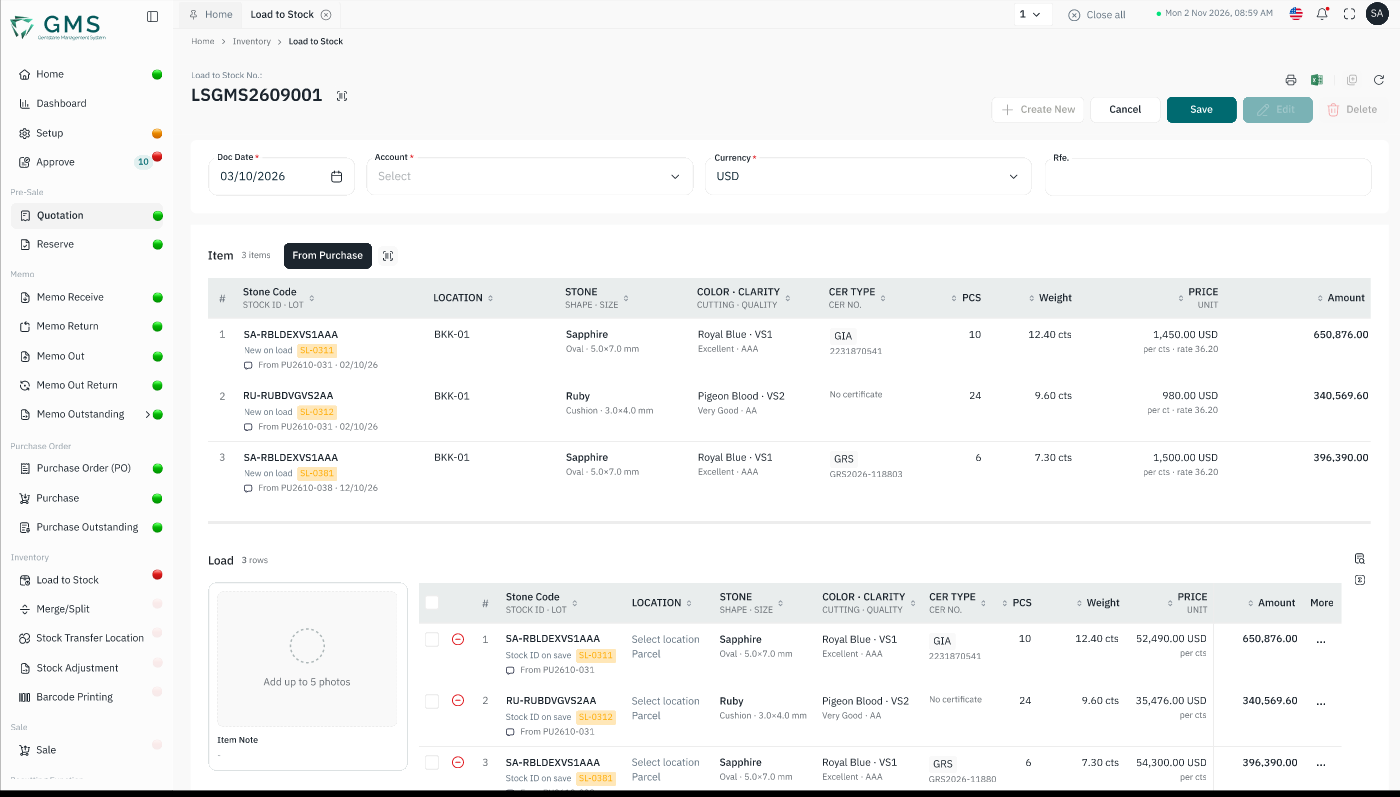 GMS
Gemstone Management System
Home
Load to Stock
1
Close all
Mon 2 Nov 2026, 08:59 AM
SA
Home > Inventory > Load to Stock
Home
Dashboard
Setup
Approve 10
Pre-Sale
Quotation
Reserve
Memo
Memo Receive
Memo Return
Memo Out
Memo Out Return
Memo Outstanding
Purchase Order
Purchase Order (PO)
Purchase
Purchase Outstanding
Inventory
Load to Stock
Merge/Split
Stock Transfer Location
Stock Adjustment
Barcode Printing
Sale
Sale
Load to Stock No.:
LSGMS2609001
Create New
Cancel
Save
Edit
Delete
Doc Date *
03/10/2026
Account *
Select
Currency *
USD
Rfe.
Item 3 items From Purchase
# Stone Code LOCATION STONE COLOR · CLARITY CER TYPE PCS Weight PRICE Amount
STOCK ID · LOT SHAPE · SIZE CUTTING · QUALITY CER NO. UNIT
1 SA-RBLDEXVS1AAA BKK-01 Sapphire Royal Blue · VS1 GIA 10 12.40 cts 1,450.00 USD 650,876.00
New on load SL-0311 Oval · 5.0×7.0 mm Excellent · AAA 2231870541 per cts · rate 36.20
From PU2610-031 · 02/10/26
2 RU-RUBDVGVS2AA BKK-01 Ruby Pigeon Blood · VS2 No certificate 24 9.60 cts 980.00 USD 340,569.60
New on load SL-0312 Cushion · 3.0×4.0 mm Very Good · AA per ct · rate 36.20
From PU2610-031 · 02/10/26
3 SA-RBLDEXVS1AAA BKK-01 Sapphire Royal Blue · VS1 GRS 6 7.30 cts 1,500.00 USD 396,390.00
New on load SL-0381 Oval · 5.0×7.0 mm Excellent · AAA GRS2026-118803 per cts · rate 36.20
From PU2610-038 · 12/10/26
Load 3 rows
Add up to 5 photos
Item Note
-
# Stone Code LOCATION STONE COLOR · CLARITY CER TYPE PCS Weight PRICE Amount More
STOCK ID · LOT SHAPE · SIZE CUTTING · QUALITY CER NO. UNIT
1 SA-RBLDEXVS1AAA Select location Sapphire Royal Blue · VS1 GIA 10 12.40 cts 52,490.00 USD 650,876.00 ...
Stock ID on save SL-0311 Parcel Oval · 5.0×7.0 mm Excellent · AAA 2231870541 per cts
From PU2610-031
2 RU-RUBDVGVS2AA Select location Ruby Pigeon Blood · VS2 No certificate 24 9.60 cts 35,476.00 USD 340,569.60 ...
Stock ID on save SL-0312 Parcel Cushion · 3.0×4.0 mm Very Good · AA per cts
From PU2610-031
3 SA-RBLDEXVS1AAA Select location Sapphire Royal Blue · VS1 GRS 6 7.30 cts 54,300.00 USD 396,390.00 ...
Stock ID on save SL-0381 Parcel Oval · 5.0×7.0 mm Excellent · AAA GRS2026-11880 per cts